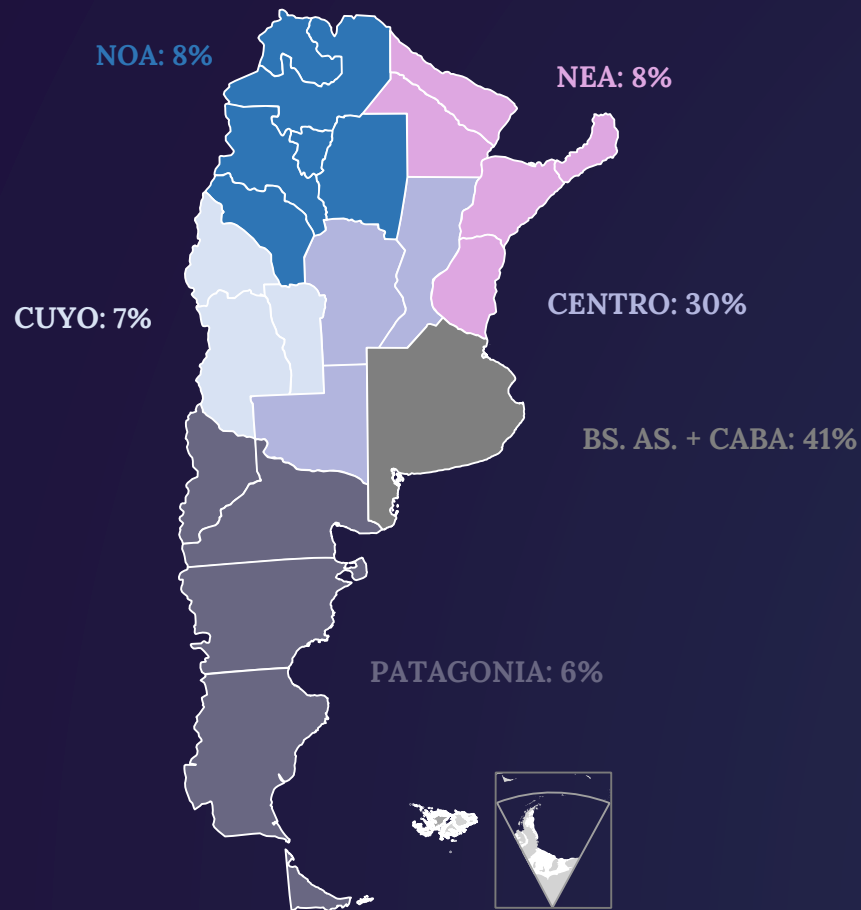 NOA: 8%
NEA: 8%
CUYO: 7%
CENTRO: 30%
BS. AS. + CABA: 41%
PATAGONIA: 6%